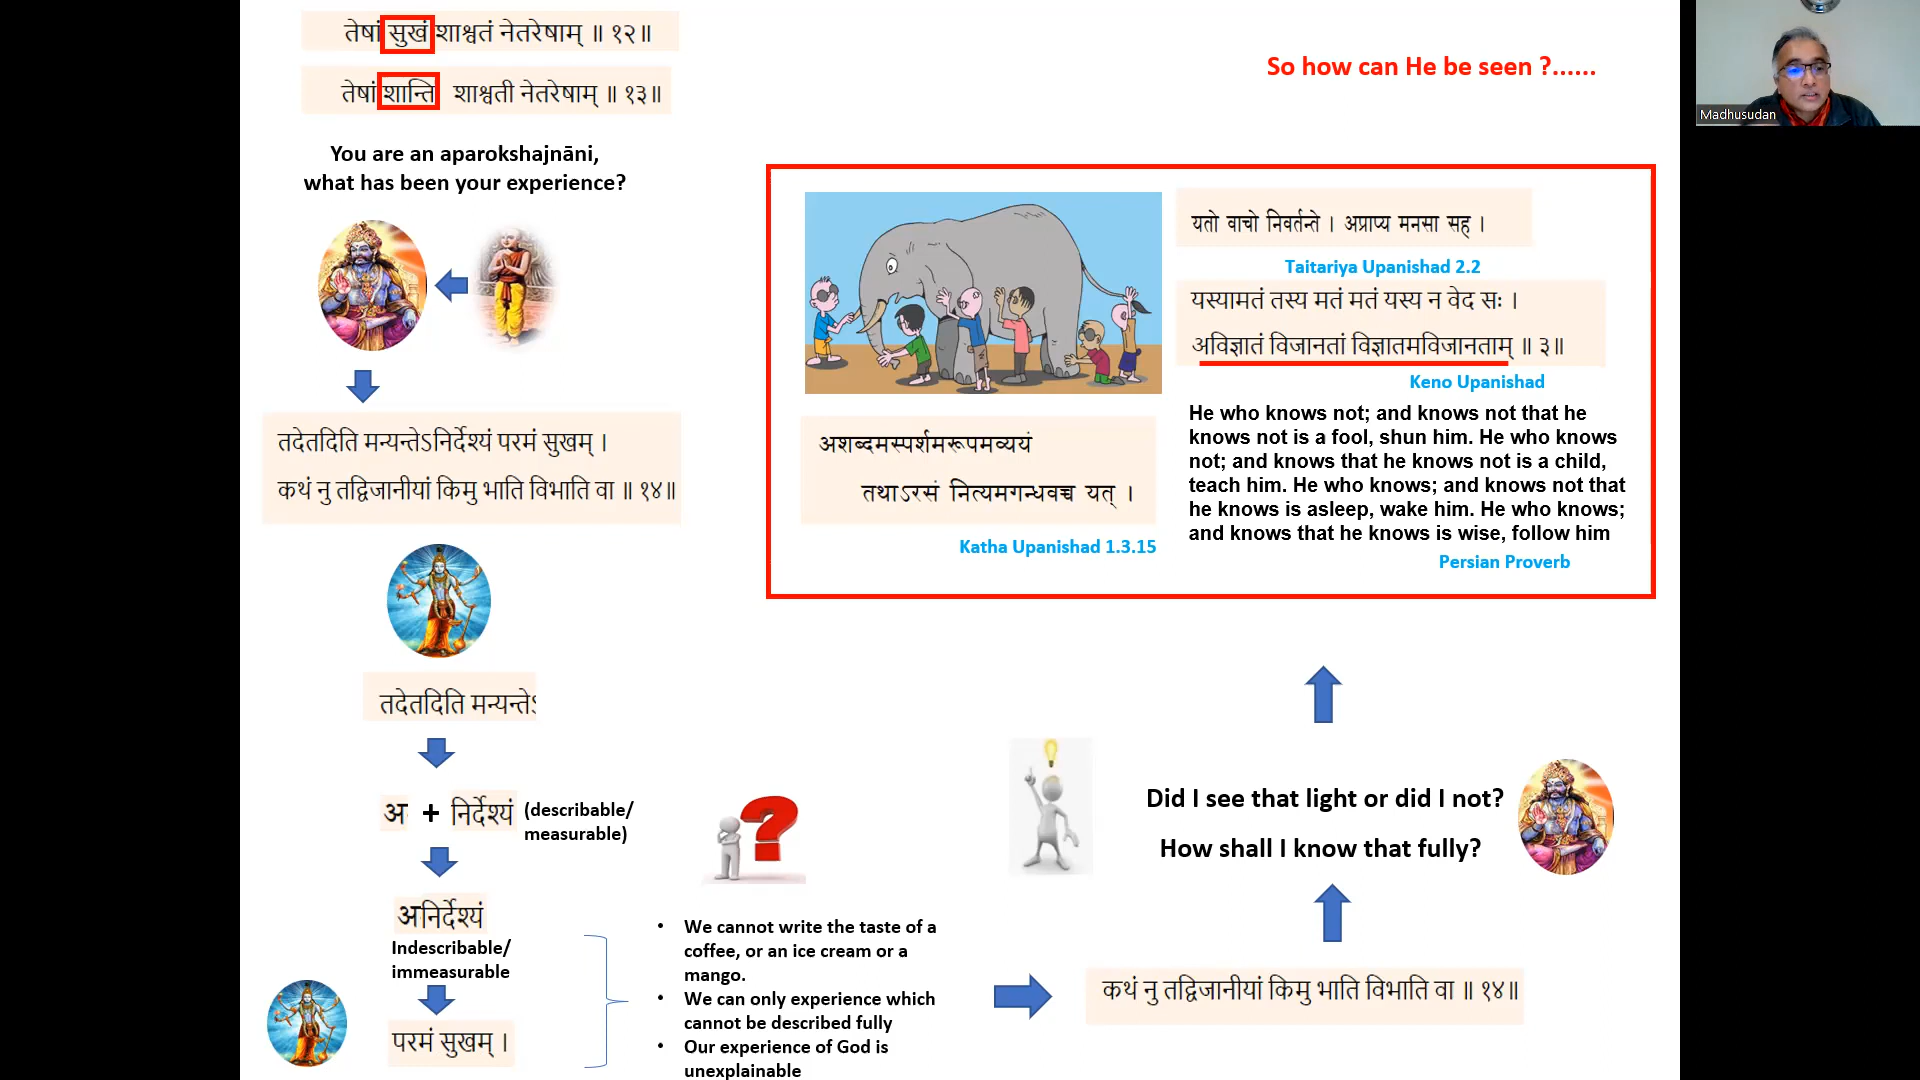 तेषां सुखं शाश्वतं नेतरेषाम् ॥ १२॥
तेषां शान्ति शाश्वती नेतरेषाम् ॥ १३॥
You are an aparokshajnāni,
what has been your experience?
तदेतदिति मन्यन्तेऽनिर्देश्यं परमं सुखम् ।
कथं नु तद्विजानीयां किमु भाति विभाति वा ॥ १४॥
तदेतदिति मन्यन्तेऽ
अ + निर्देश्यं (describable/
measurable)
अनिर्देश्यं
Indescribable/
immeasurable
परमं सुखम् ।
• We cannot write the taste of a
coffee, or an ice cream or a
mango.
• We can only experience which
cannot be described fully
• Our experience of God is
unexplainable
कथं नु तद्विजानीयां किमु भाति विभाति वा ॥ १४॥
Did I see that light or did I not?
How shall I know that fully?
So how can He be seen ?......
यतो वाचो निवर्तन्ते । अप्राप्य मनसा सह ।
Taitariya Upanishad 2.2
यस्यामतं तस्य मतं मतं यस्य न वेद सः ।
अविज्ञातं विजानतां विज्ञातमविजानताम् ॥ ३॥
Keno Upanishad
अशब्दमस्पर्शमरूपमव्ययं
तथाऽरसं नित्यमगन्धवच्च यत् ।
Katha Upanishad 1.3.15
He who knows not; and knows not that he
knows not is a fool, shun him. He who knows
not; and knows that he knows not is a child,
teach him. He who knows; and knows not that
he knows is asleep, wake him. He who knows;
and knows that he knows is wise, follow him
Persian Proverb
Madhusudan